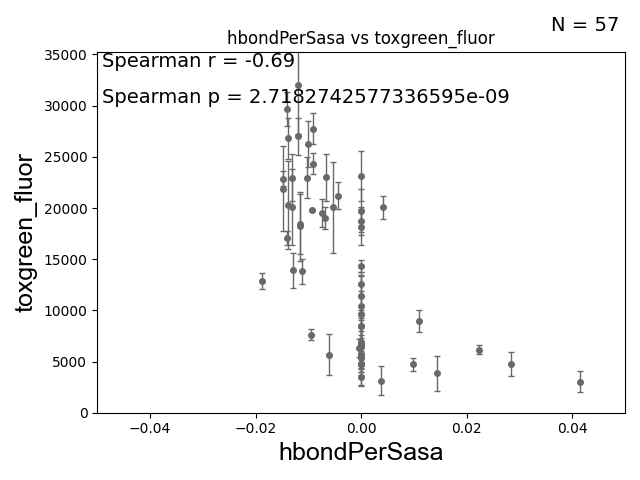 N = 57
hbondPerSasa vs toxgreen_fluor
Spearman r = -0.69
Spearman p = 2.7182742577336595e-09
35000
30000
25000
20000
15000
10000
5000
0
toxgreen_fluor
−0.04 −0.02 0.00 0.02 0.04
hbondPerSasa